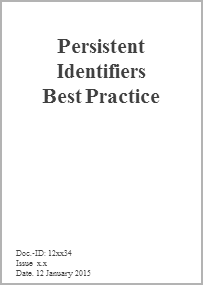 Persistent
Identifiers
Best Practice
Doc.-ID: 12xx34
Issue x.x
Date. 12 January 2015